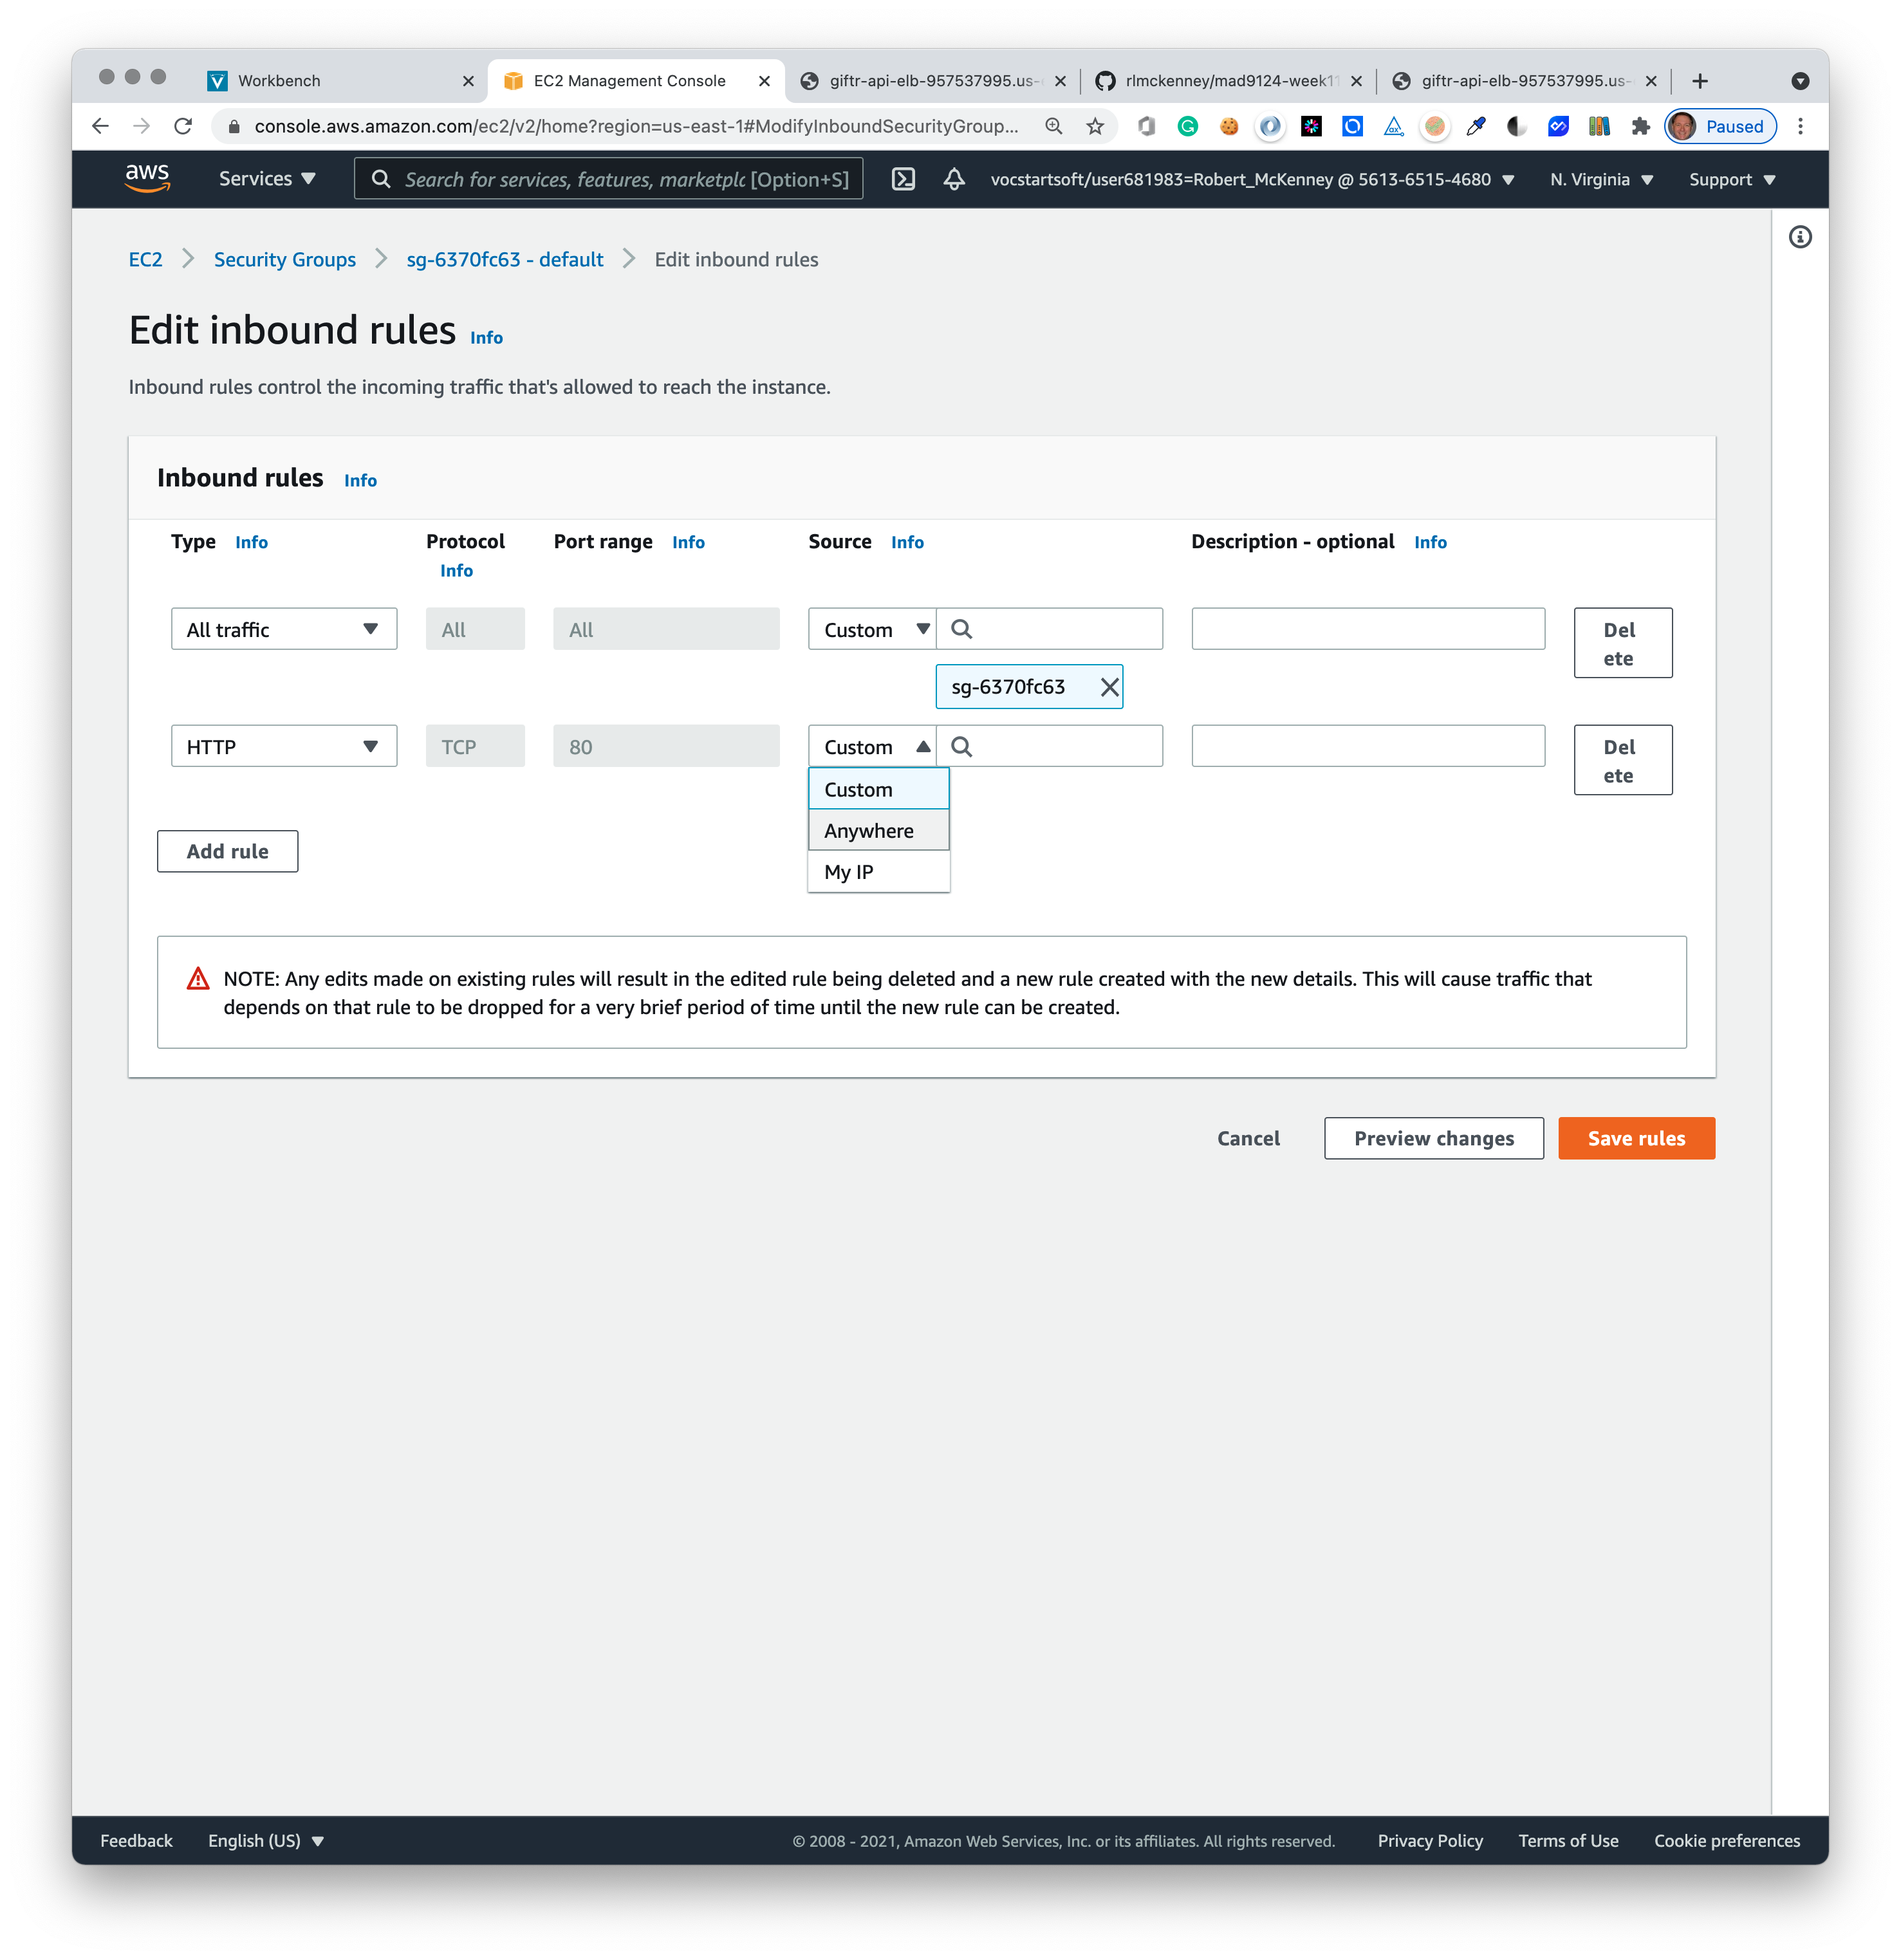 Workbench
EC2 Management Console
giftr-api-elb-957537995.us-
rlmckenney/mad9124-week11
giftr-api-elb-957537995.us-
console.aws.amazon.com/ec2/v2/home?region=us-east-1#ModifyInboundSecurityGroup...
Paused
aws
Services
Search for services, features, marketplc [Option+S]
vocstartsoft/user681983=Robert_McKenney @ 5613-6515-4680
N. Virginia
Support
EC2
Security Groups
sg-6370fc63 - default
Edit inbound rules
Edit inbound rules Info
Inbound rules control the incoming traffic that's allowed to reach the instance.
Inbound rules Info
Type Info
Protocol
Info
Port range Info
Source Info
Description - optional Info
All traffic
All
All
Custom
Del
ete
sg-6370fc63
HTTP
TCP
80
Custom
Del
ete
Custom
Anywhere
My IP
Add rule
NOTE: Any edits made on existing rules will result in the edited rule being deleted and a new rule created with the new details. This will cause traffic that
depends on that rule to be dropped for a very brief period of time until the new rule can be created.
Cancel
Preview changes
Save rules
Feedback
English (US)
© 2008 - 2021, Amazon Web Services, Inc. or its affiliates. All rights reserved.
Privacy Policy
Terms of Use
Cookie preferences